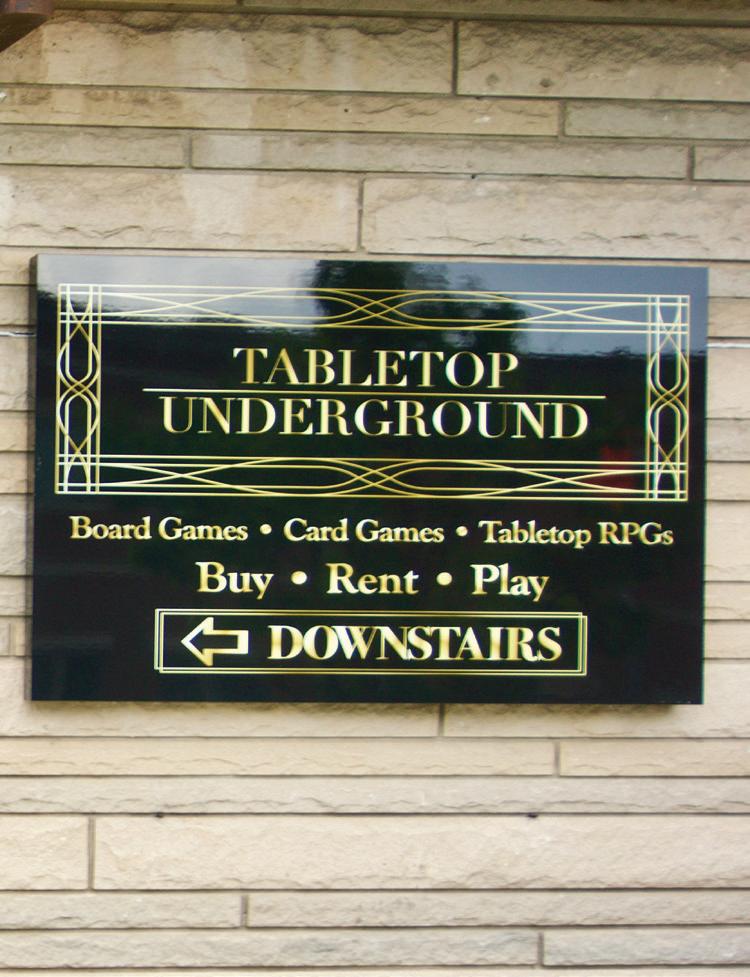 TABLETOP
UNDERGROUND
Board Games • Card Games • Tabletop RPGs
Buy • Rent • Play
DOWNSTAIRS